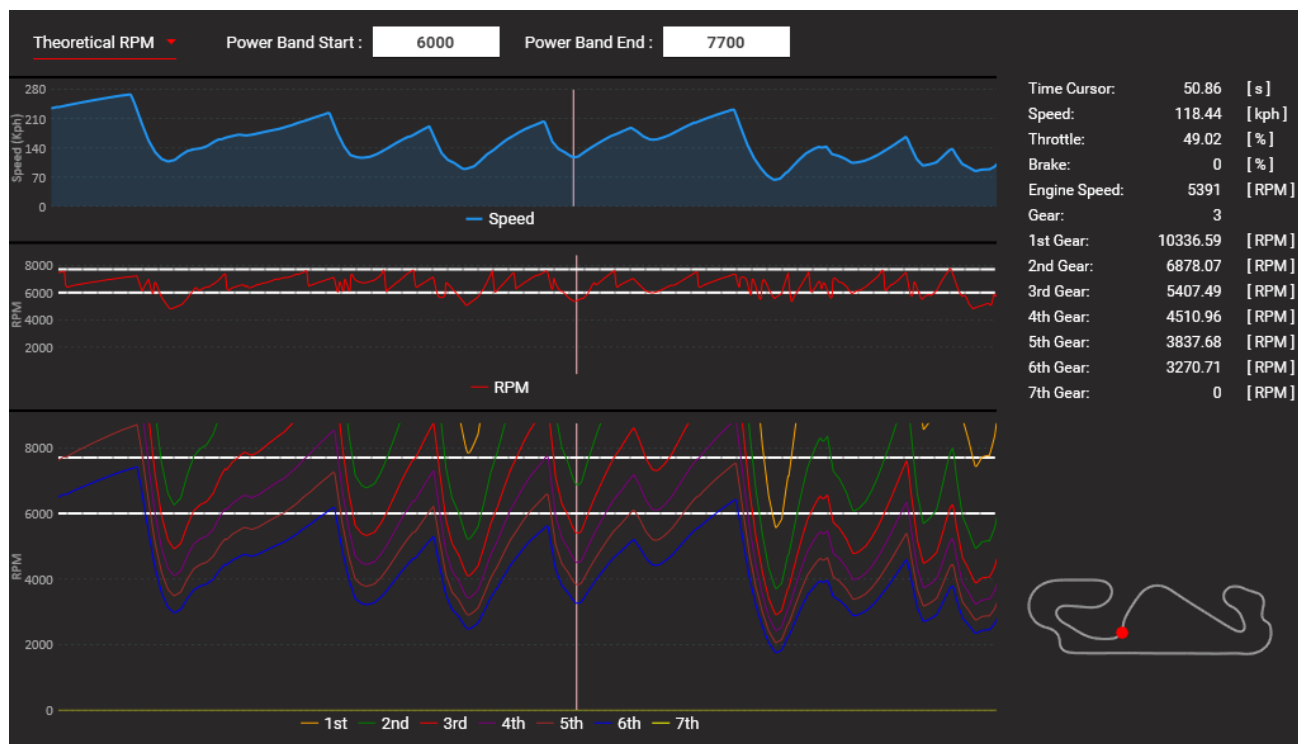 Theoretical RPM Power Band Start : 6000 Power Band End : 7700
280
210
140
70
0
Speed (Kph)
Speed
8000
6000
4000
2000
RPM
RPM
8000
6000
4000
2000
0
RPM
1st 2nd 3rd 4th 5th 6th 7th
Time Cursor: 50.86 [ s ]
Speed: 118.44 [ kph ]
Throttle: 49.02 [ % ]
Brake: 0 [ % ]
Engine Speed: 5391 [ RPM ]
Gear: 3
1st Gear: 10336.59 [ RPM ]
2nd Gear: 6878.07 [ RPM ]
3rd Gear: 5407.49 [ RPM ]
4th Gear: 4510.96 [ RPM ]
5th Gear: 3837.68 [ RPM ]
6th Gear: 3270.71 [ RPM ]
7th Gear: 0 [ RPM ]